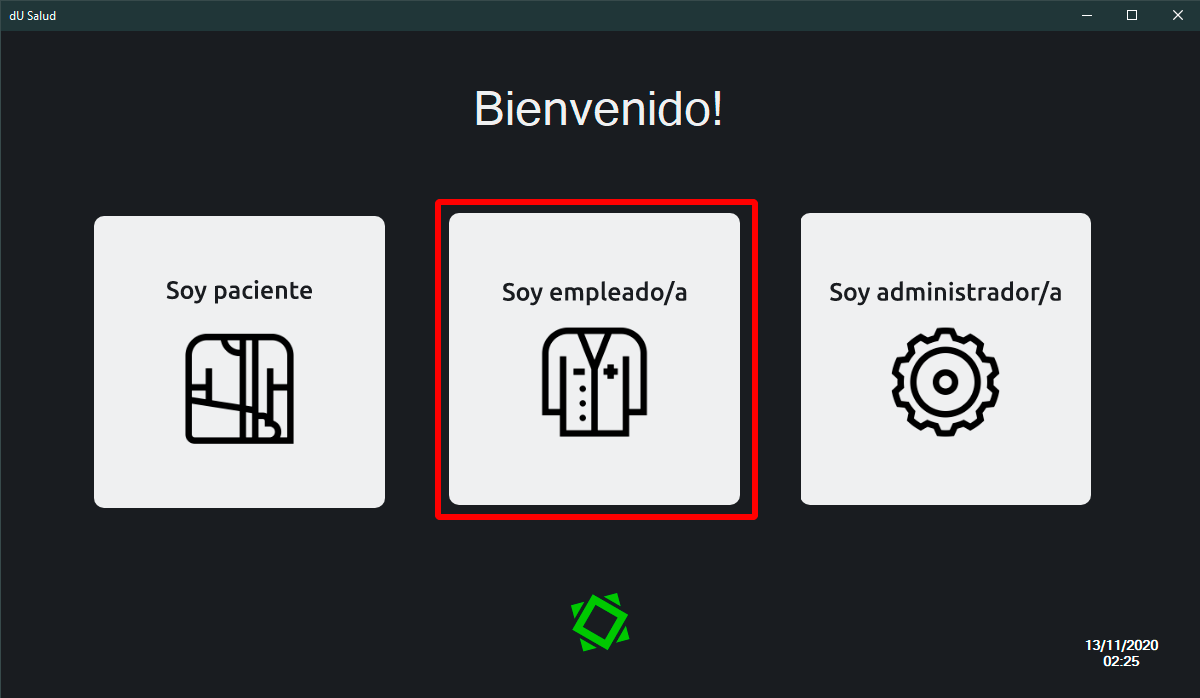 dU Salud
Bienvenido!
Soy paciente
Soy empleado/a
Soy administrador/a
13/11/2020
02:25